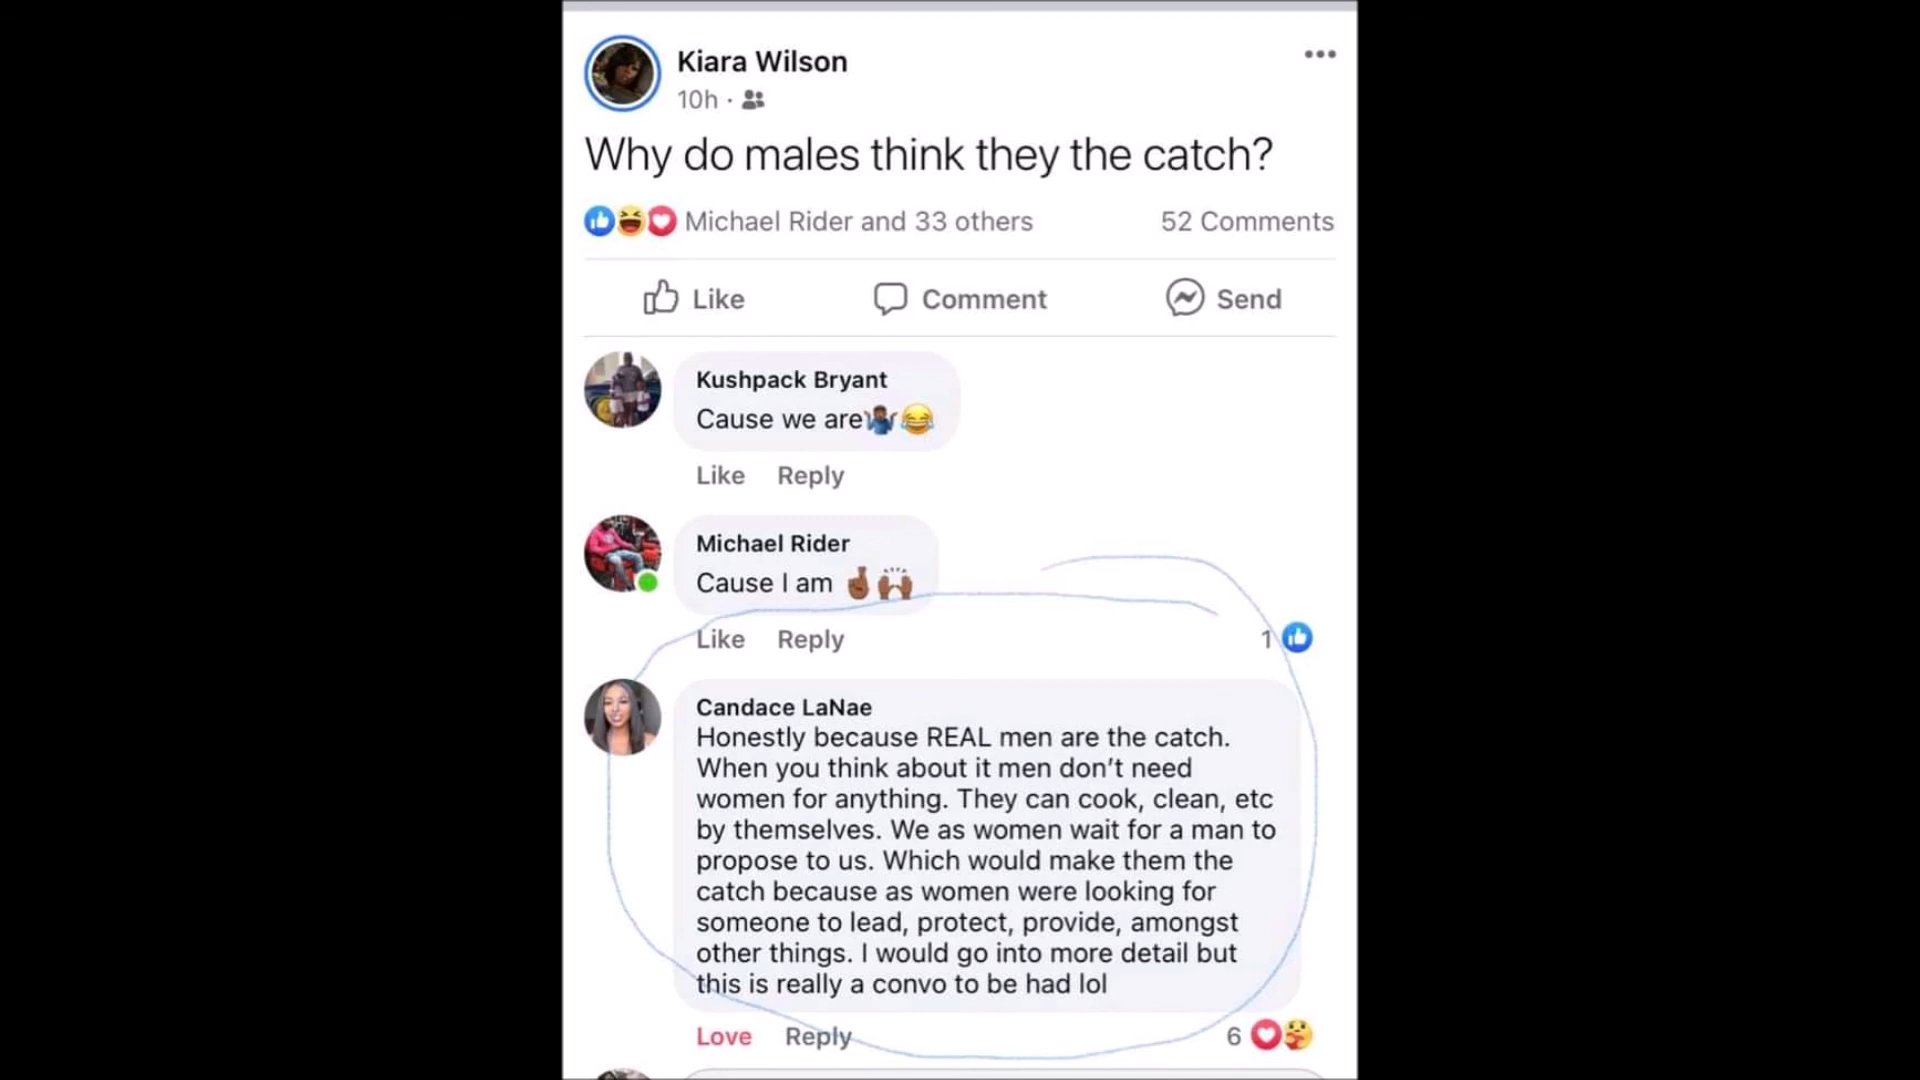 Kiara Wilson
10h ·
Why do males think they the catch?
Michael Rider and 33 others 52 Comments
Like Comment Send
Kushpack Bryant
Cause we are🤷🏾‍♂️😂
Like Reply
Michael Rider
Cause I am 🤞🏾🙌🏾
Like Reply 1
Candace LaNae
Honestly because REAL men are the catch.
When you think about it men don’t need
women for anything. They can cook, clean, etc
by themselves. We as women wait for a man to
propose to us. Which would make them the
catch because as women were looking for
someone to lead, protect, provide, amongst
other things. I would go into more detail but
this is really a convo to be had lol
Love Reply 6